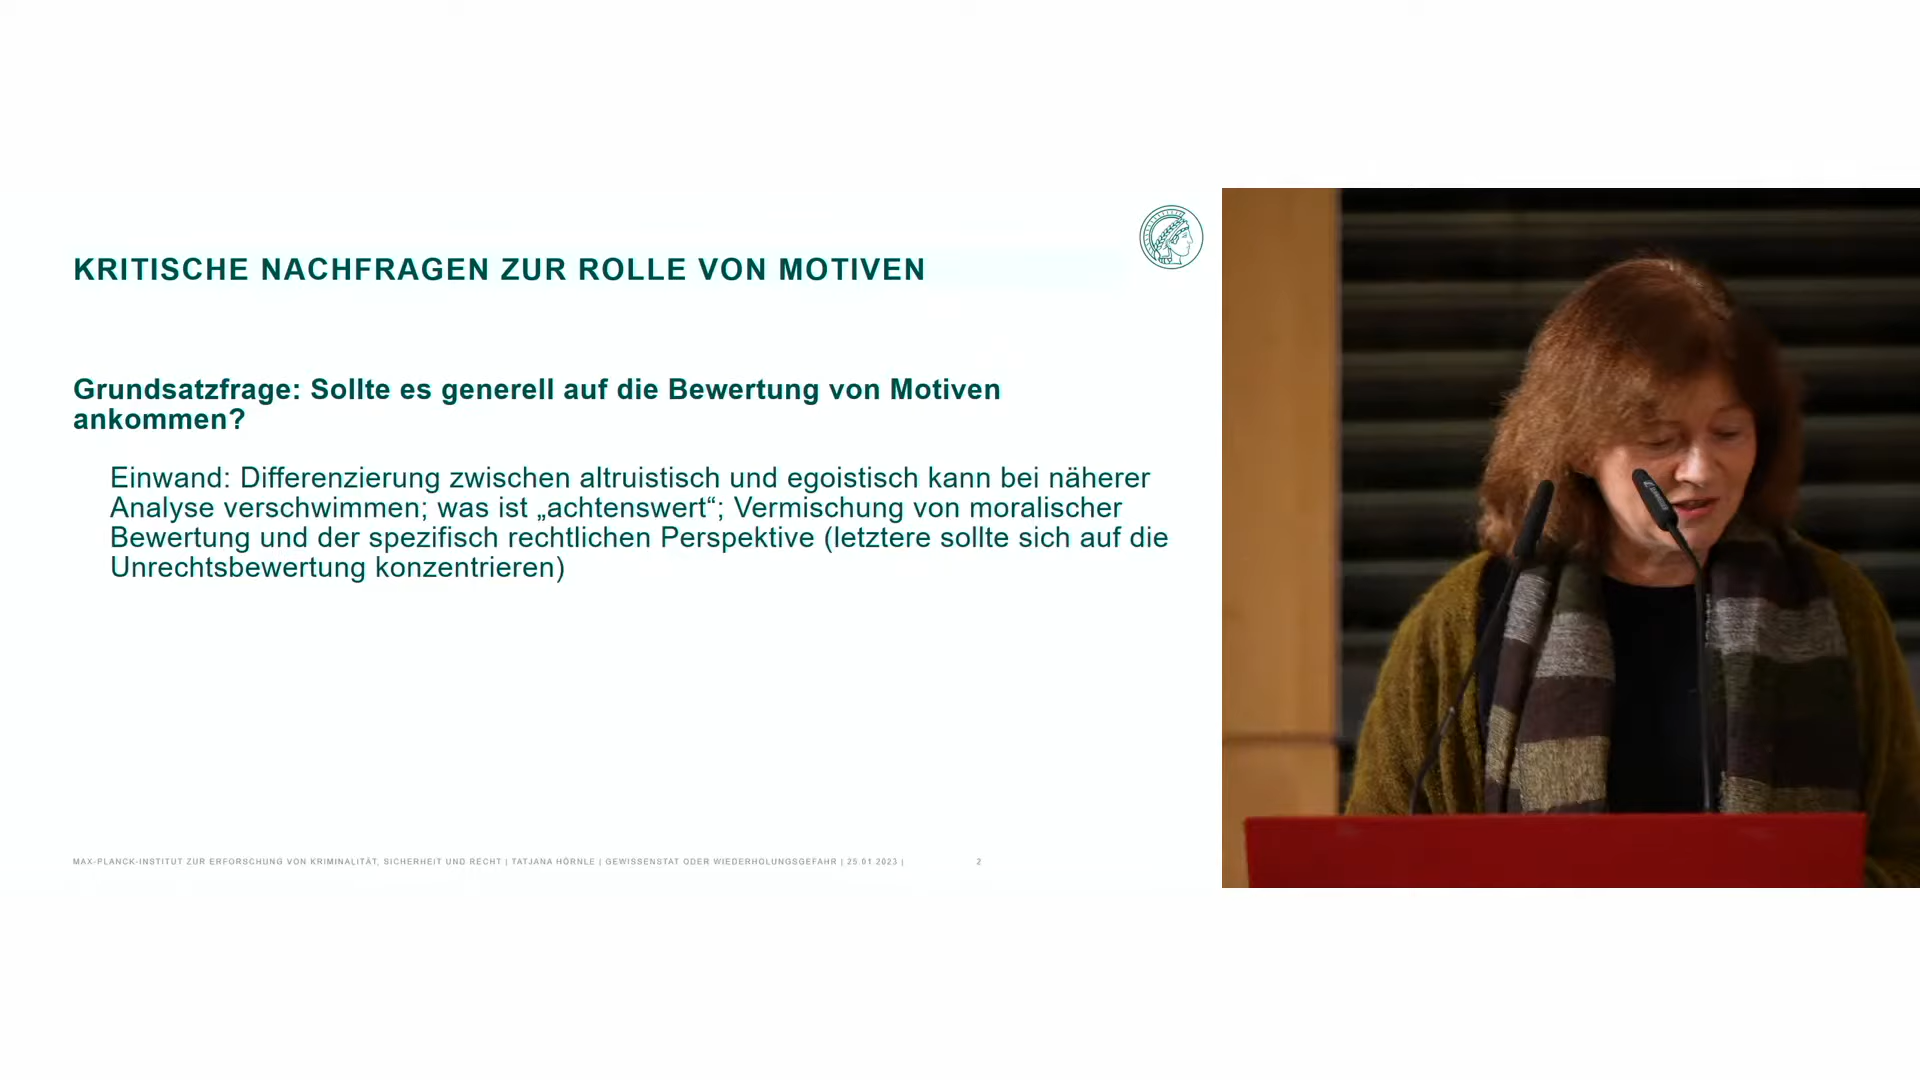 KRITISCHE NACHFRAGEN ZUR ROLLE VON MOTIVEN
Grundsatzfrage: Sollte es generell auf die Bewertung von Motiven
ankommen?
Einwand: Differenzierung zwischen altruistisch und egoistisch kann bei näherer
Analyse verschwimmen; was ist „achtenswert“; Vermischung von moralischer
Bewertung und der spezifisch rechtlichen Perspektive (letztere sollte sich auf die
Unrechtsbewertung konzentrieren)
MAX-PLANCK-INSTITUT ZUR ERFORSCHUNG VON KRIMINALITÄT, SICHERHEIT UND RECHT | TATJANA HÖRNLE | GEWISSENSTAT ODER WIEDERHOLUNGSGEFAHR | 25.01.2023 | 2